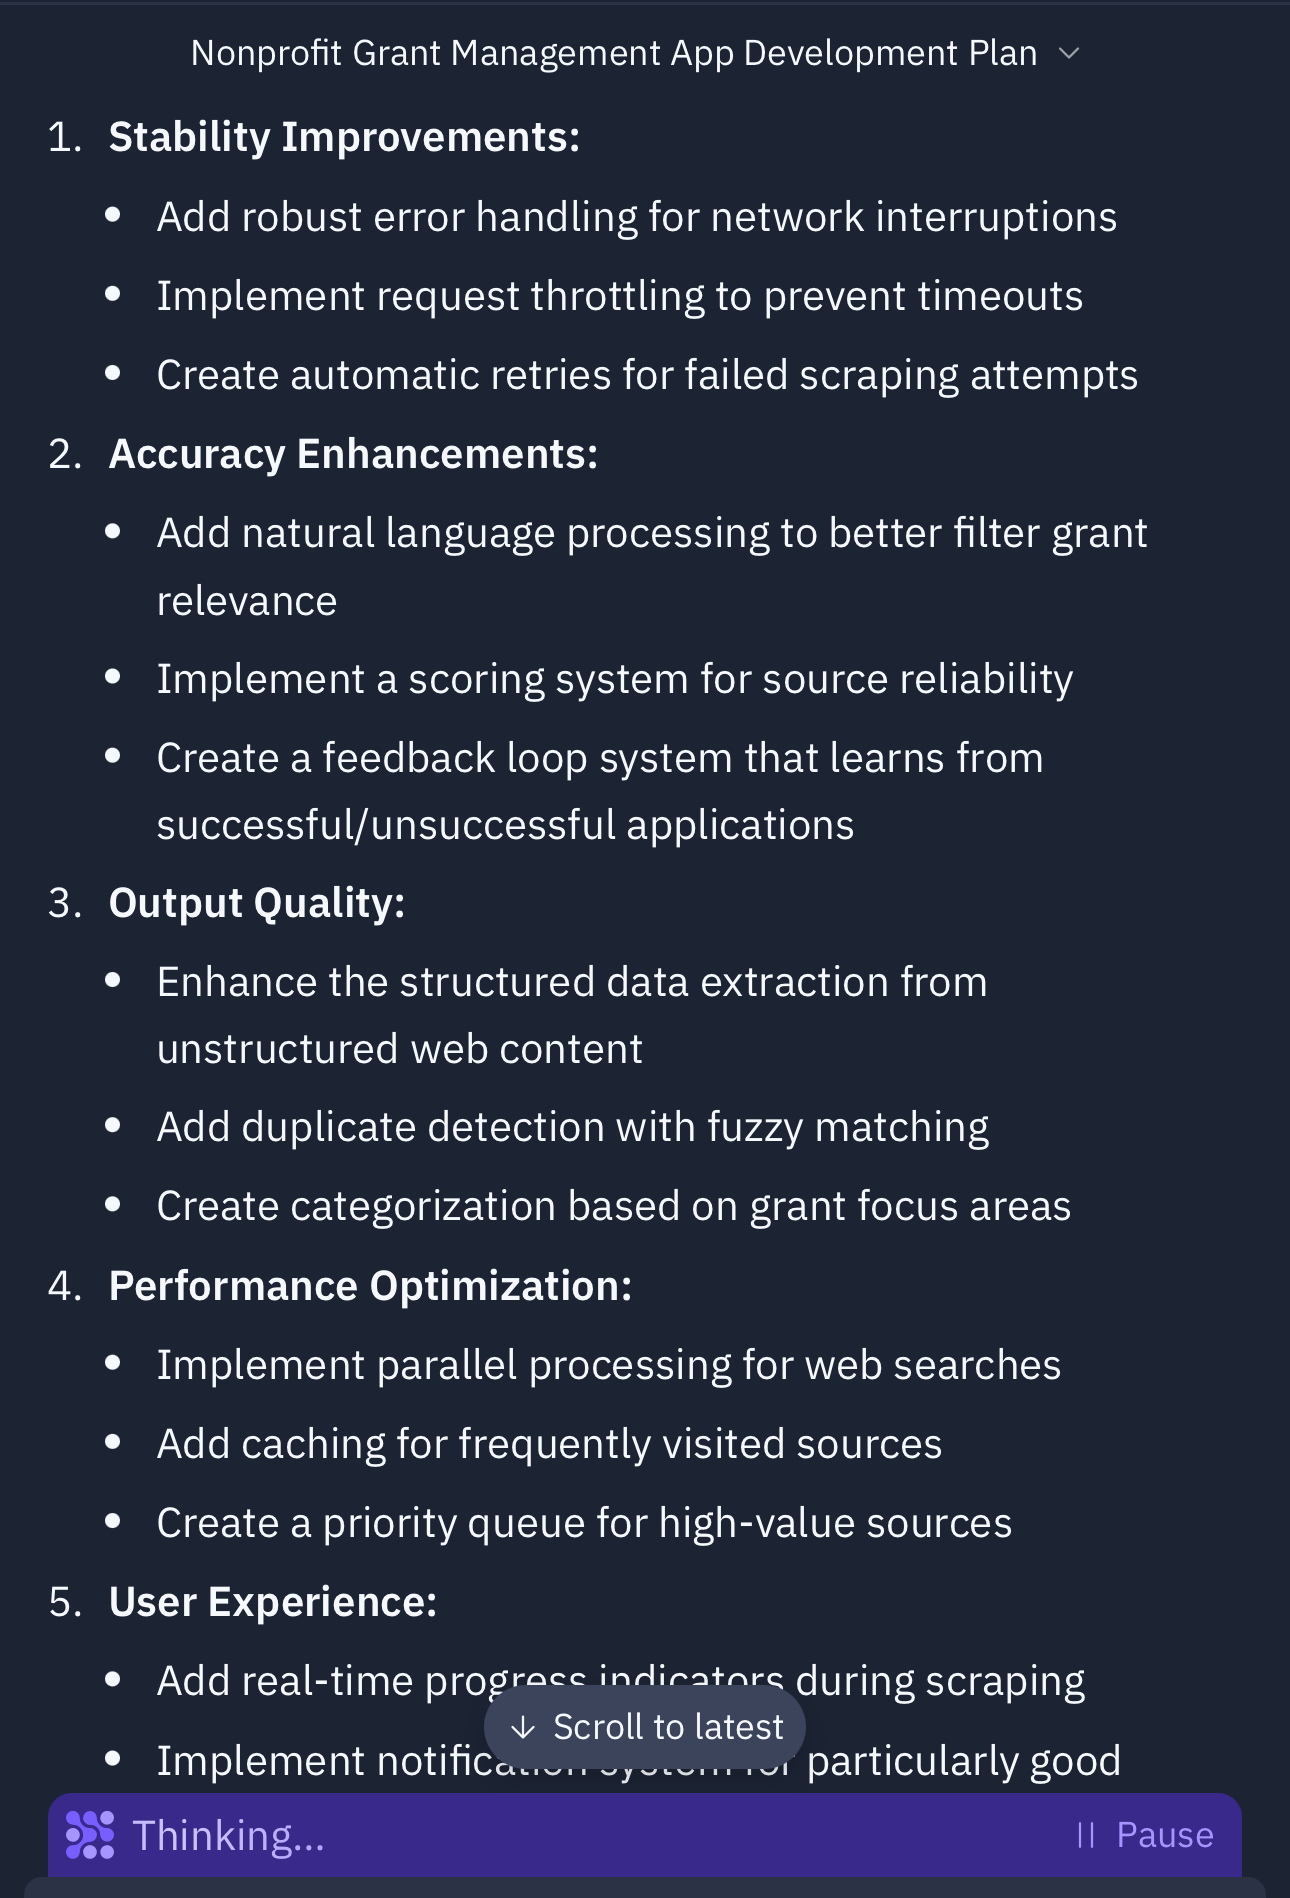 Nonprofit Grant Management App Development Plan
1. Stability Improvements:
Add robust error handling for network interruptions
Implement request throttling to prevent timeouts
Create automatic retries for failed scraping attempts
2. Accuracy Enhancements:
Add natural language processing to better filter grant
relevance
Implement a scoring system for source reliability
Create a feedback loop system that learns from
successful/unsuccessful applications
3. Output Quality:
Enhance the structured data extraction from
unstructured web content
Add duplicate detection with fuzzy matching
Create categorization based on grant focus areas
4. Performance Optimization:
Implement parallel processing for web searches
Add caching for frequently visited sources
Create a priority queue for high-value sources
5. User Experience:
Add real-time progress indicators during scraping
Scroll to latest
Implement notification system for particularly good
Thinking...
Pause